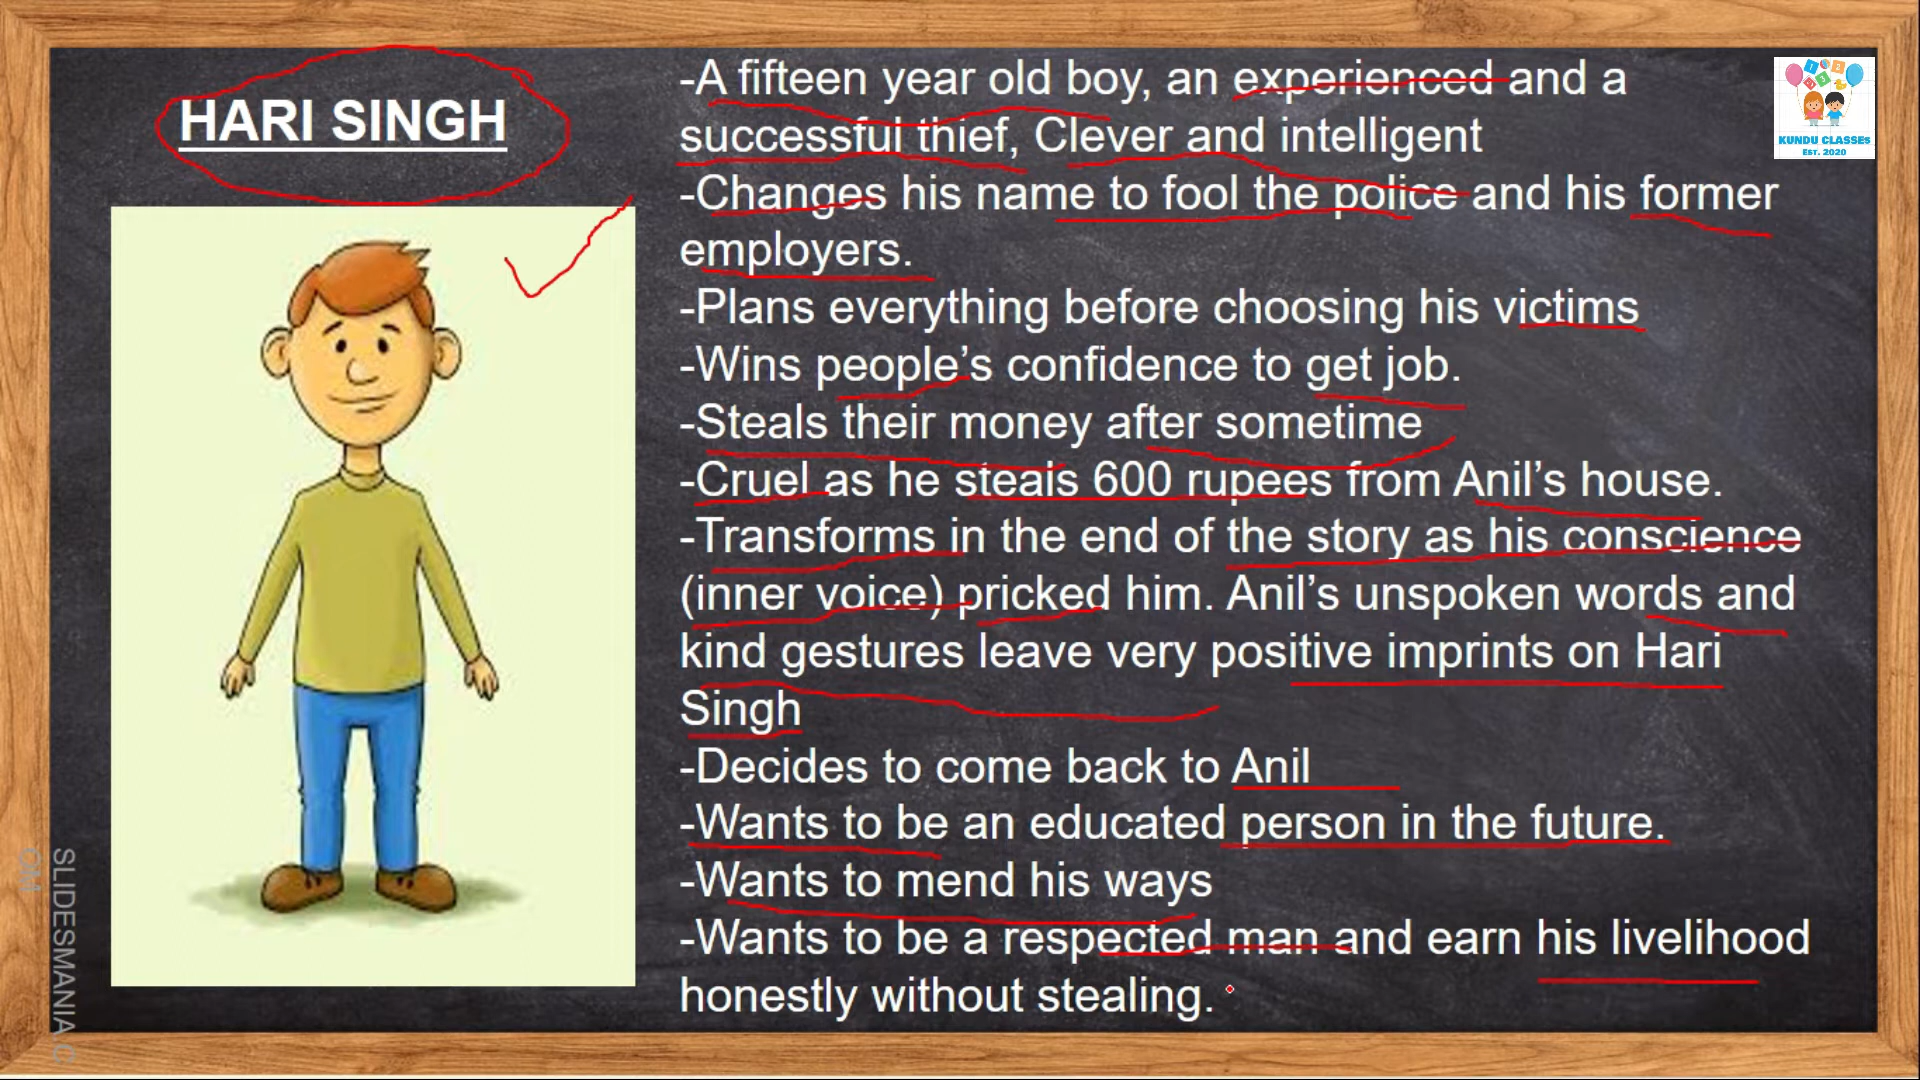 HARI SINGH
-A fifteen year old boy, an experienced and a
successful thief, Clever and intelligent
-Changes his name to fool the police and his former
employers.
-Plans everything before choosing his victims
-Wins people’s confidence to get job.
-Steals their money after sometime
-Cruel as he steals 600 rupees from Anil’s house.
-Transforms in the end of the story as his conscience
(inner voice) pricked him. Anil’s unspoken words and
kind gestures leave very positive imprints on Hari
Singh
-Decides to come back to Anil
-Wants to be an educated person in the future.
-Wants to mend his ways
-Wants to be a respected man and earn his livelihood
honestly without stealing.
KUNDU CLASSEs
EST. 2020
SLIDESMANIA.C
OM